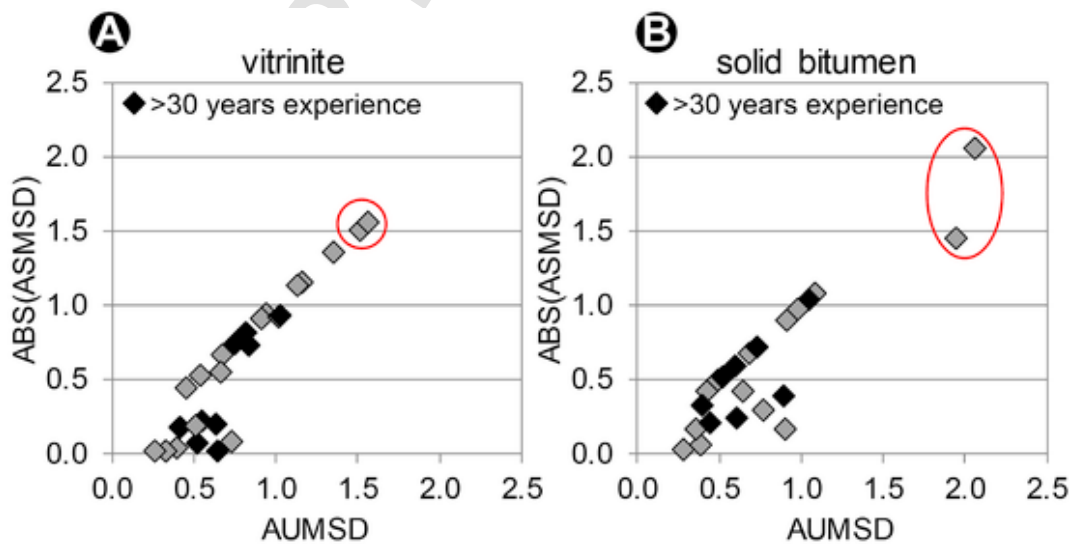 A
vitrinite
2.5
2.0
1.5
1.0
0.5
0.0
ABS(ASMSD)
>30 years experience
0.0 0.5 1.0 1.5 2.0 2.5
AUMSD
B
solid bitumen
2.5
2.0
1.5
1.0
0.5
0.0
ABS(ASMSD)
>30 years experience
0.0 0.5 1.0 1.5 2.0 2.5
AUMSD